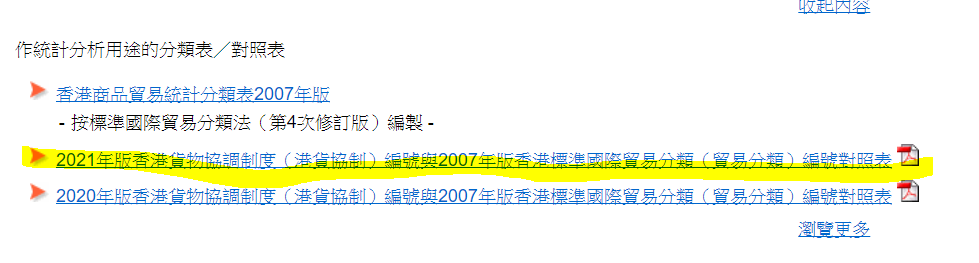 收起內容
作統計分析用途的分類表／對照表
香港商品貿易統計分類表2007年版
- 按標準國際貿易分類法（第4次修訂版）編製 -
2021年版香港貨物協調制度（港貨協制）編號與2007年版香港標準國際貿易分類（貿易分類）編號對照表
2020年版香港貨物協調制度（港貨協制）編號與2007年版香港標準國際貿易分類（貿易分類）編號對照表
瀏覽更多